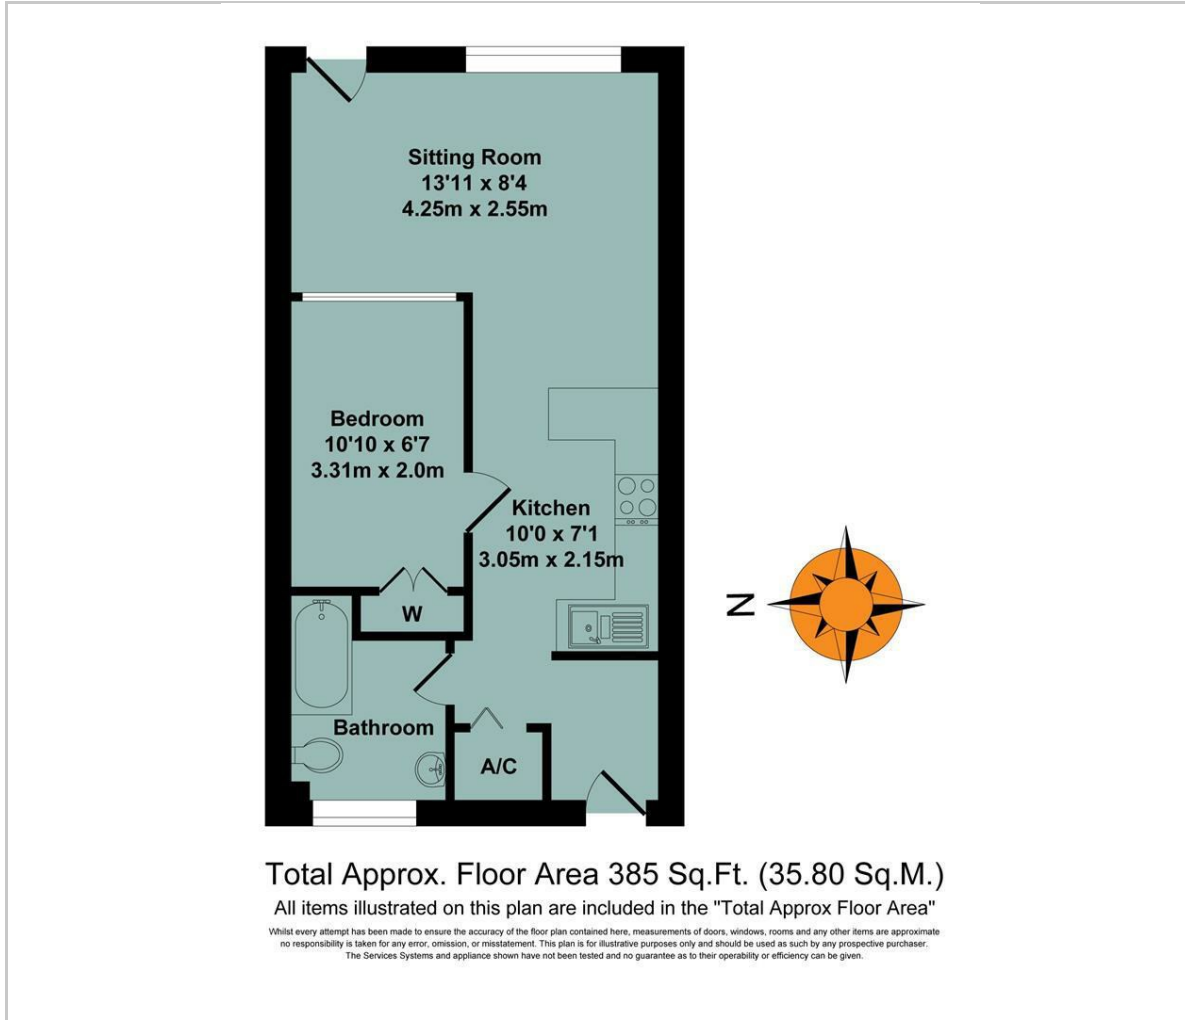 Sitting Room
13'11 x 8'4
4.25m x 2.55m
Bedroom
10'10 x 6'7
3.31m x 2.0m
Kitchen
10'0 x 7'1
3.05m x 2.15m
W
N
Bathroom
A/C
Total Approx. Floor Area 385 Sq.Ft. (35.80 Sq.M.)
All items illustrated on this plan are included in the "Total Approx Floor Area"
Whilst every attempt has been made to ensure the accuracy of the floor plan contained here, measurements of doors, windows, rooms and any other items are approximate
no responsibility is taken for any error, omission, or misstatement. This plan is for illustrative purposes only and should be used as such by any prospective purchaser.
The Services Systems and appliance shown have not been tested and no guarantee as to their operability or efficiency can be given.